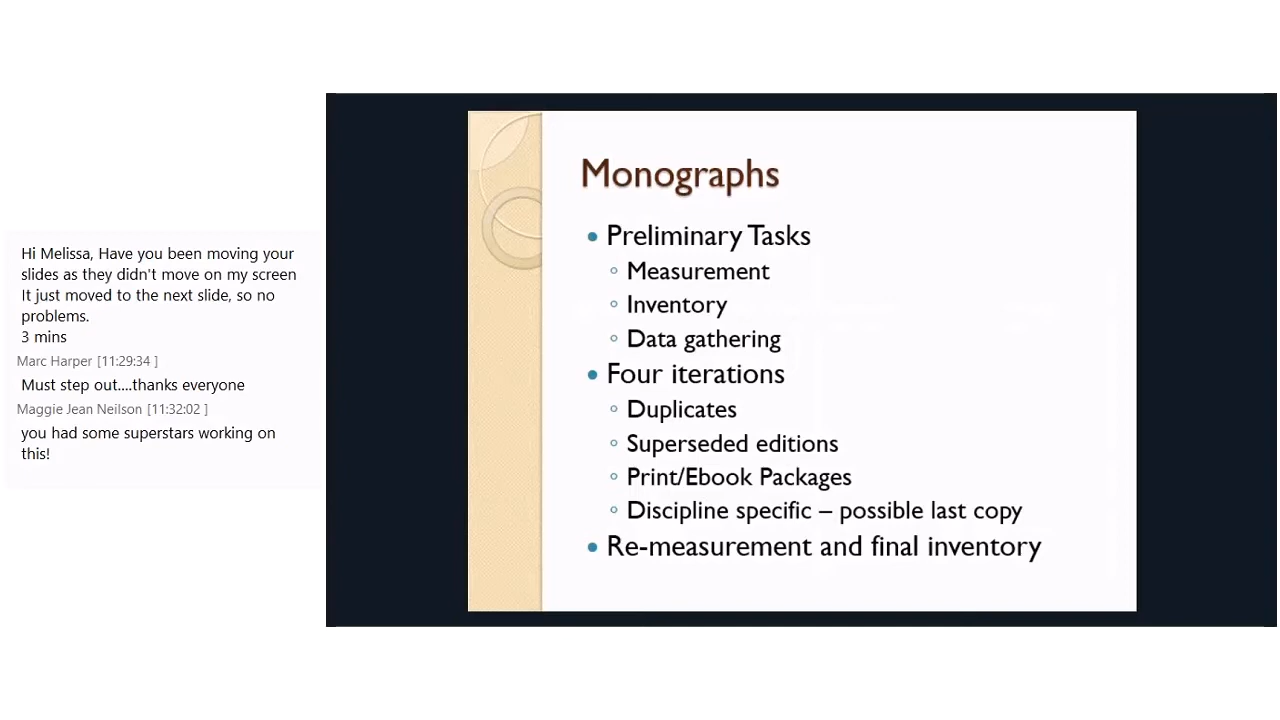 Hi Melissa, Have you been moving your
slides as they didn't move on my screen
It just moved to the next slide, so no
problems.
3 mins
Marc Harper [11:29:34 ]
Must step out....thanks everyone
Maggie Jean Neilson [11:32:02 ]
you had some superstars working on
this!
Monographs
• Preliminary Tasks
◦ Measurement
◦ Inventory
◦ Data gathering
• Four iterations
◦ Duplicates
◦ Superseded editions
◦ Print/Ebook Packages
◦ Discipline specific – possible last copy
• Re-measurement and final inventory